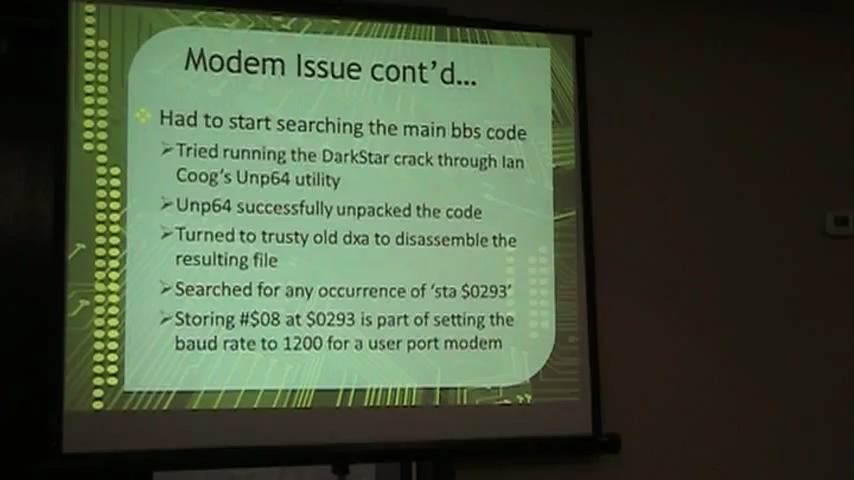 Modem Issue cont'd...
Had to start searching the main bbs code
Tried running the DarkStar crack through Ian
Coog's Unp64 utility
Unp64 successfully unpacked the code
Turned to trusty old dxa to disassemble the
resulting file
Searched for any occurrence of 'sta $0293'
Storing #$08 at $0293 is part of setting the
baud rate to 1200 for a user port modem